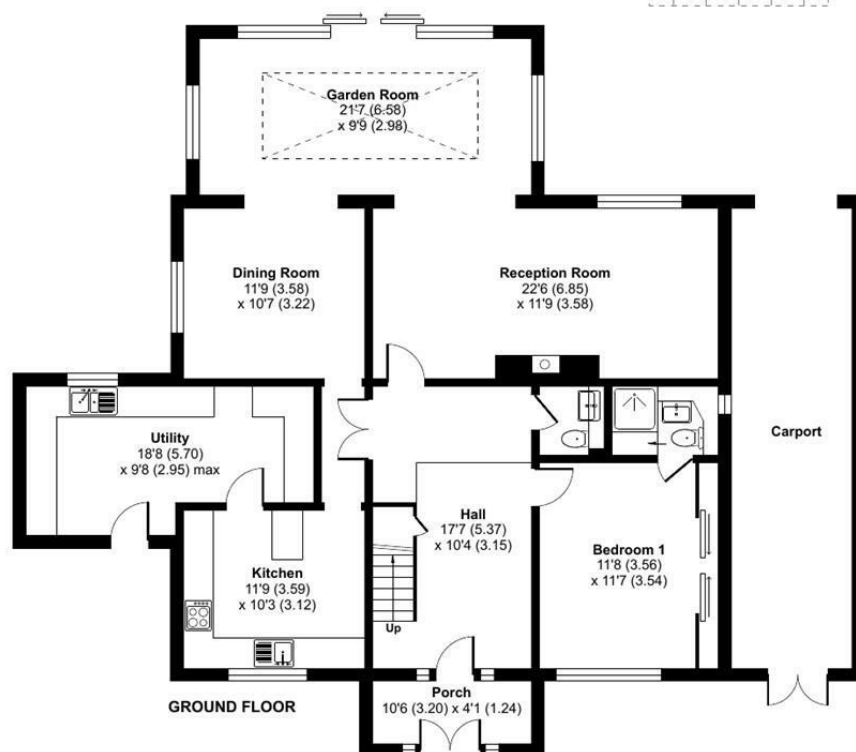 Garden Room
21'7 (6.58)
x 9'9 (2.98)
Dining Room
11'9 (3.58)
x 10'7 (3.22)
Reception Room
22'6 (6.85)
x 11'9 (3.58)
Utility
18'8 (5.70)
x 9'8 (2.95) max
Carport
Hall
17'7 (5.37)
x 10'4 (3.15)
Bedroom 1
11'8 (3.56)
x 11'7 (3.54)
Kitchen
11'9 (3.59)
x 10'3 (3.12)
Up
Porch
10'6 (3.20) x 4'1 (1.24)
GROUND FLOOR